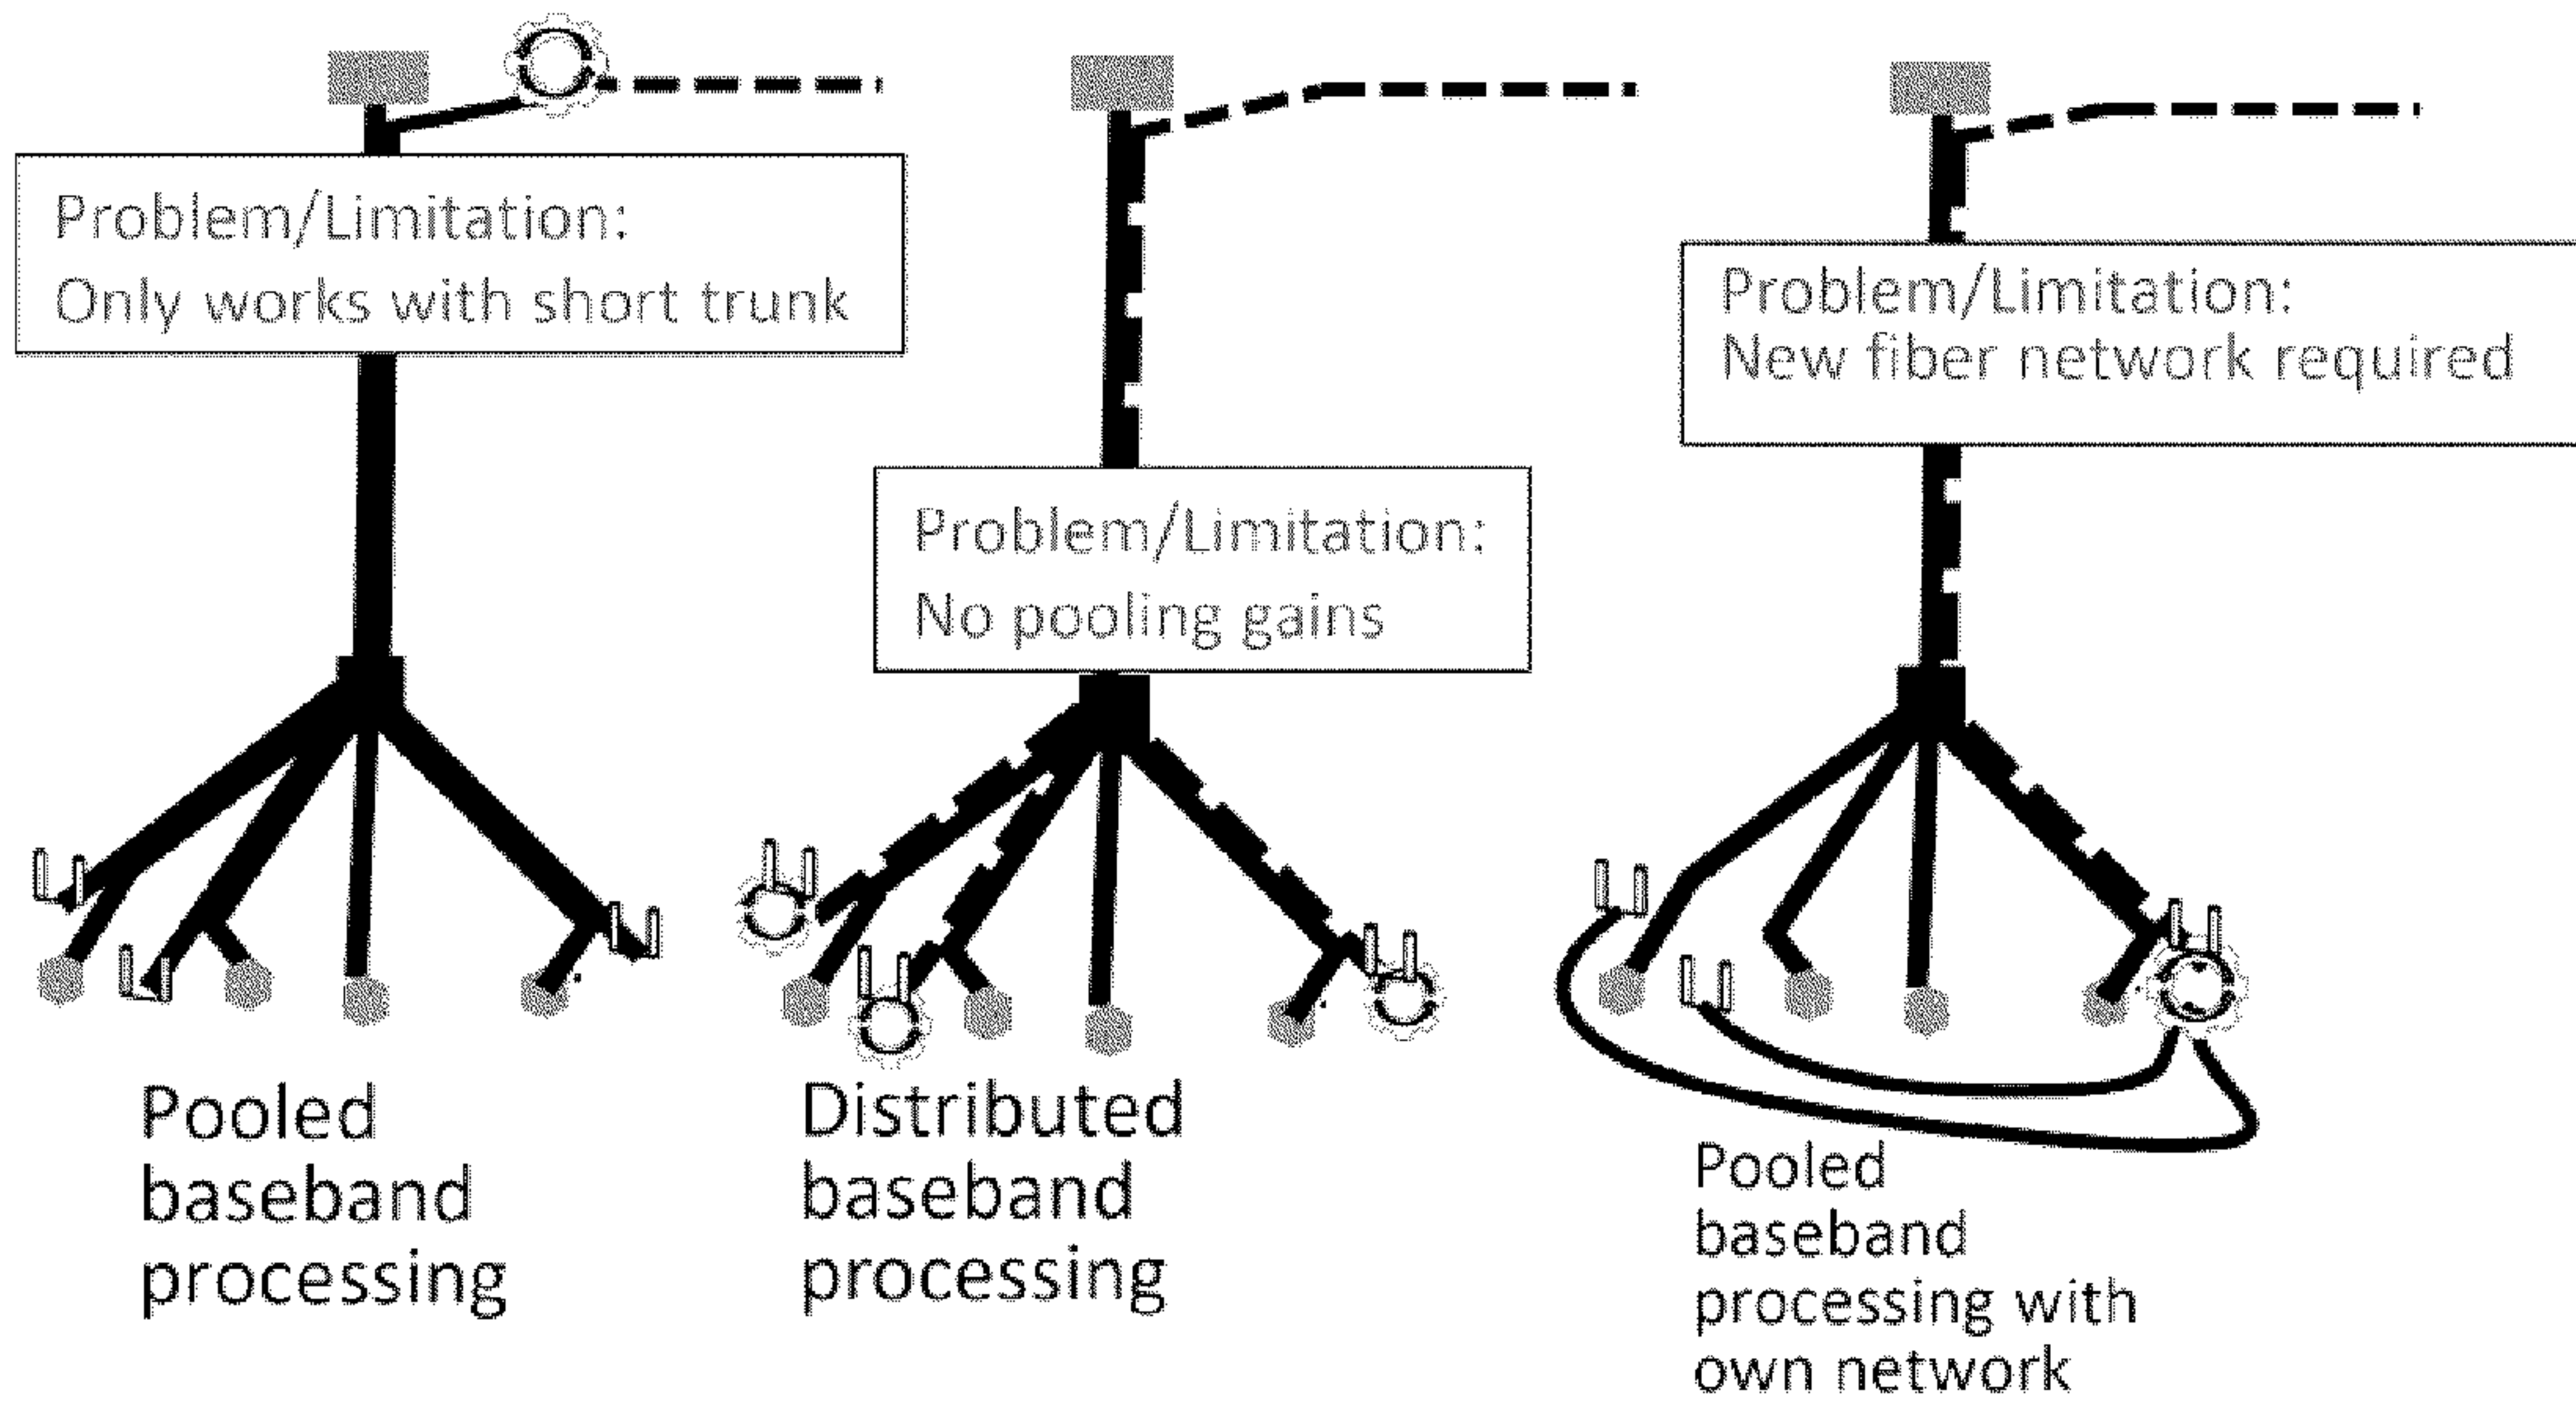 Problem/Limitation:
Only works with short trunk
Problem/Limitation:
No pooling gains
Problem/Limitation:
New fiber network required
Pooled
baseband
processing
Distributed
baseband
processing
Pooled
baseband
processing with
own network